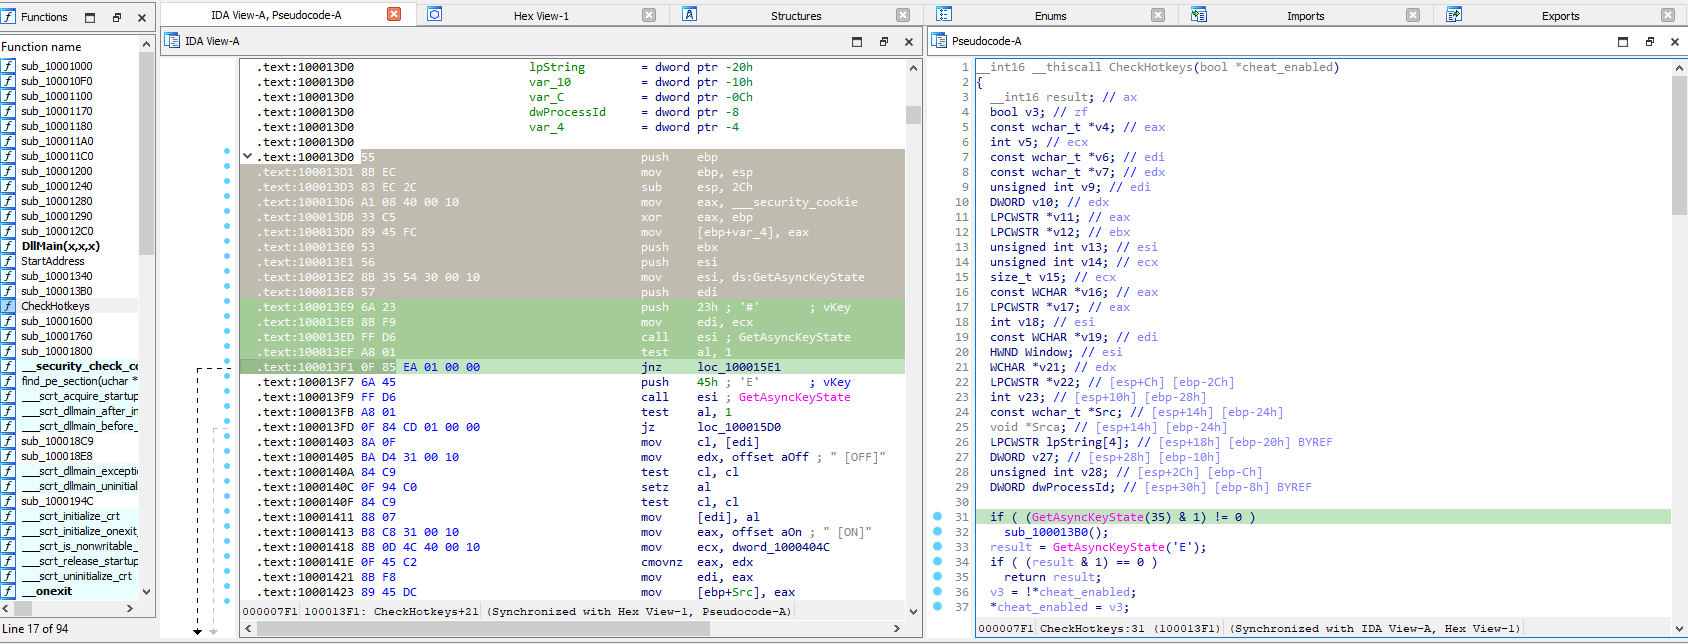 Functions
Function name
sub_10001000
sub_100010F0
sub_10001100
sub_10001170
sub_10001180
sub_100011A0
sub_100011C0
sub_10001200
sub_10001240
sub_10001280
sub_10001290
sub_100012C0
DllMain(x,x,x)
StartAddress
sub_10001340
sub_100013B0
CheckHotkeys
sub_10001600
sub_10001760
sub_10001800
__security_check_co
find_pe_section(uchar *
___scrt_acquire_startup
___scrt_dllmain_after_in
___scrt_dllmain_before_
sub_100018C9
sub_100018E8
___scrt_dllmain_exceptio
___scrt_dllmain_uninitial
sub_1000194C
___scrt_initialize_crt
___scrt_initialize_onexit_
___scrt_is_nonwritable_
___scrt_release_startup
___scrt_uninitialize_crt
__onexit
Line 17 of 94
IDA View-A, Pseudocode-A
Hex View-1
Structures
Enums
Imports
Exports
IDA View-A
.text:100013D0 lpString = dword ptr -20h
.text:100013D0 var_10 = dword ptr -10h
.text:100013D0 var_C = dword ptr -0Ch
.text:100013D0 dwProcessId = dword ptr -8
.text:100013D0 var_4 = dword ptr -4
.text:100013D0
.text:100013D0 55 push ebp
.text:100013D1 8B EC mov ebp, esp
.text:100013D3 83 EC 2C sub esp, 2Ch
.text:100013D6 A1 08 40 00 10 mov eax, ___security_cookie
.text:100013DB 33 C5 xor eax, ebp
.text:100013DD 89 45 FC mov [ebp+var_4], eax
.text:100013E0 53 push ebx
.text:100013E1 56 push esi
.text:100013E2 8B 35 54 30 00 10 mov esi, ds:GetAsyncKeyState
.text:100013E8 57 push edi
.text:100013E9 6A 23 push 23h ; '#' ; vKey
.text:100013EB 8B F9 mov edi, ecx
.text:100013ED FF D6 call esi ; GetAsyncKeyState
.text:100013EF A8 01 test al, 1
.text:100013F1 0F 85 EA 01 00 00 jnz loc_100015E1
.text:100013F7 6A 45 push 45h ; 'E' ; vKey
.text:100013F9 FF D6 call esi ; GetAsyncKeyState
.text:100013FB A8 01 test al, 1
.text:100013FD 0F 84 CD 01 00 00 jz loc_100015D0
.text:10001403 8A 0F mov cl, [edi]
.text:10001405 BA D4 31 00 10 mov edx, offset aOff ; " [OFF]"
.text:1000140A 84 C9 test cl, cl
.text:1000140C 0F 94 C0 setz al
.text:1000140F 84 C9 test cl, cl
.text:10001411 88 07 mov [edi], al
.text:10001413 B8 C8 31 00 10 mov eax, offset aOn ; " [ON]"
.text:10001418 8B 0D 4C 40 00 10 mov ecx, dword_1000404C
.text:1000141E 0F 45 C2 cmovnz eax, edx
.text:10001421 8B F8 mov edi, eax
.text:10001423 89 45 DC mov [ebp+Src], eax
000007F1 100013F1: CheckHotkeys+21 (Synchronized with Hex View-1, Pseudocode-A)
Pseudocode-A
1 __int16 __thiscall CheckHotkeys(bool *cheat_enabled)
2 {
3 __int16 result; // ax
4 bool v3; // zf
5 const wchar_t *v4; // eax
6 int v5; // ecx
7 const wchar_t *v6; // edi
8 const wchar_t *v7; // edx
9 unsigned int v9; // edi
10 DWORD v10; // edx
11 LPCWSTR *v11; // eax
12 LPCWSTR *v12; // ebx
13 unsigned int v13; // esi
14 unsigned int v14; // ecx
15 size_t v15; // ecx
16 const WCHAR *v16; // eax
17 LPCWSTR *v17; // eax
18 int v18; // esi
19 const WCHAR *v19; // edi
20 HWND Window; // esi
21 WCHAR *v21; // edx
22 LPCWSTR *v22; // [esp+Ch] [ebp-2Ch]
23 int v23; // [esp+10h] [ebp-28h]
24 const wchar_t *Src; // [esp+14h] [ebp-24h]
25 void *Srca; // [esp+14h] [ebp-24h]
26 LPCWSTR lpString[4]; // [esp+18h] [ebp-20h] BYREF
27 DWORD v27; // [esp+28h] [ebp-10h]
28 unsigned int v28; // [esp+2Ch] [ebp-Ch]
29 DWORD dwProcessId; // [esp+30h] [ebp-8h] BYREF
30
31 if ( (GetAsyncKeyState(35) & 1) != 0 )
32 sub_100013B0();
33 result = GetAsyncKeyState('E');
34 if ( (result & 1) == 0 )
35 return result;
36 v3 = !*cheat_enabled;
37 *cheat_enabled = v3;
000007F1 CheckHotkeys:31 (100013F1) (Synchronized with IDA View-A, Hex View-1)